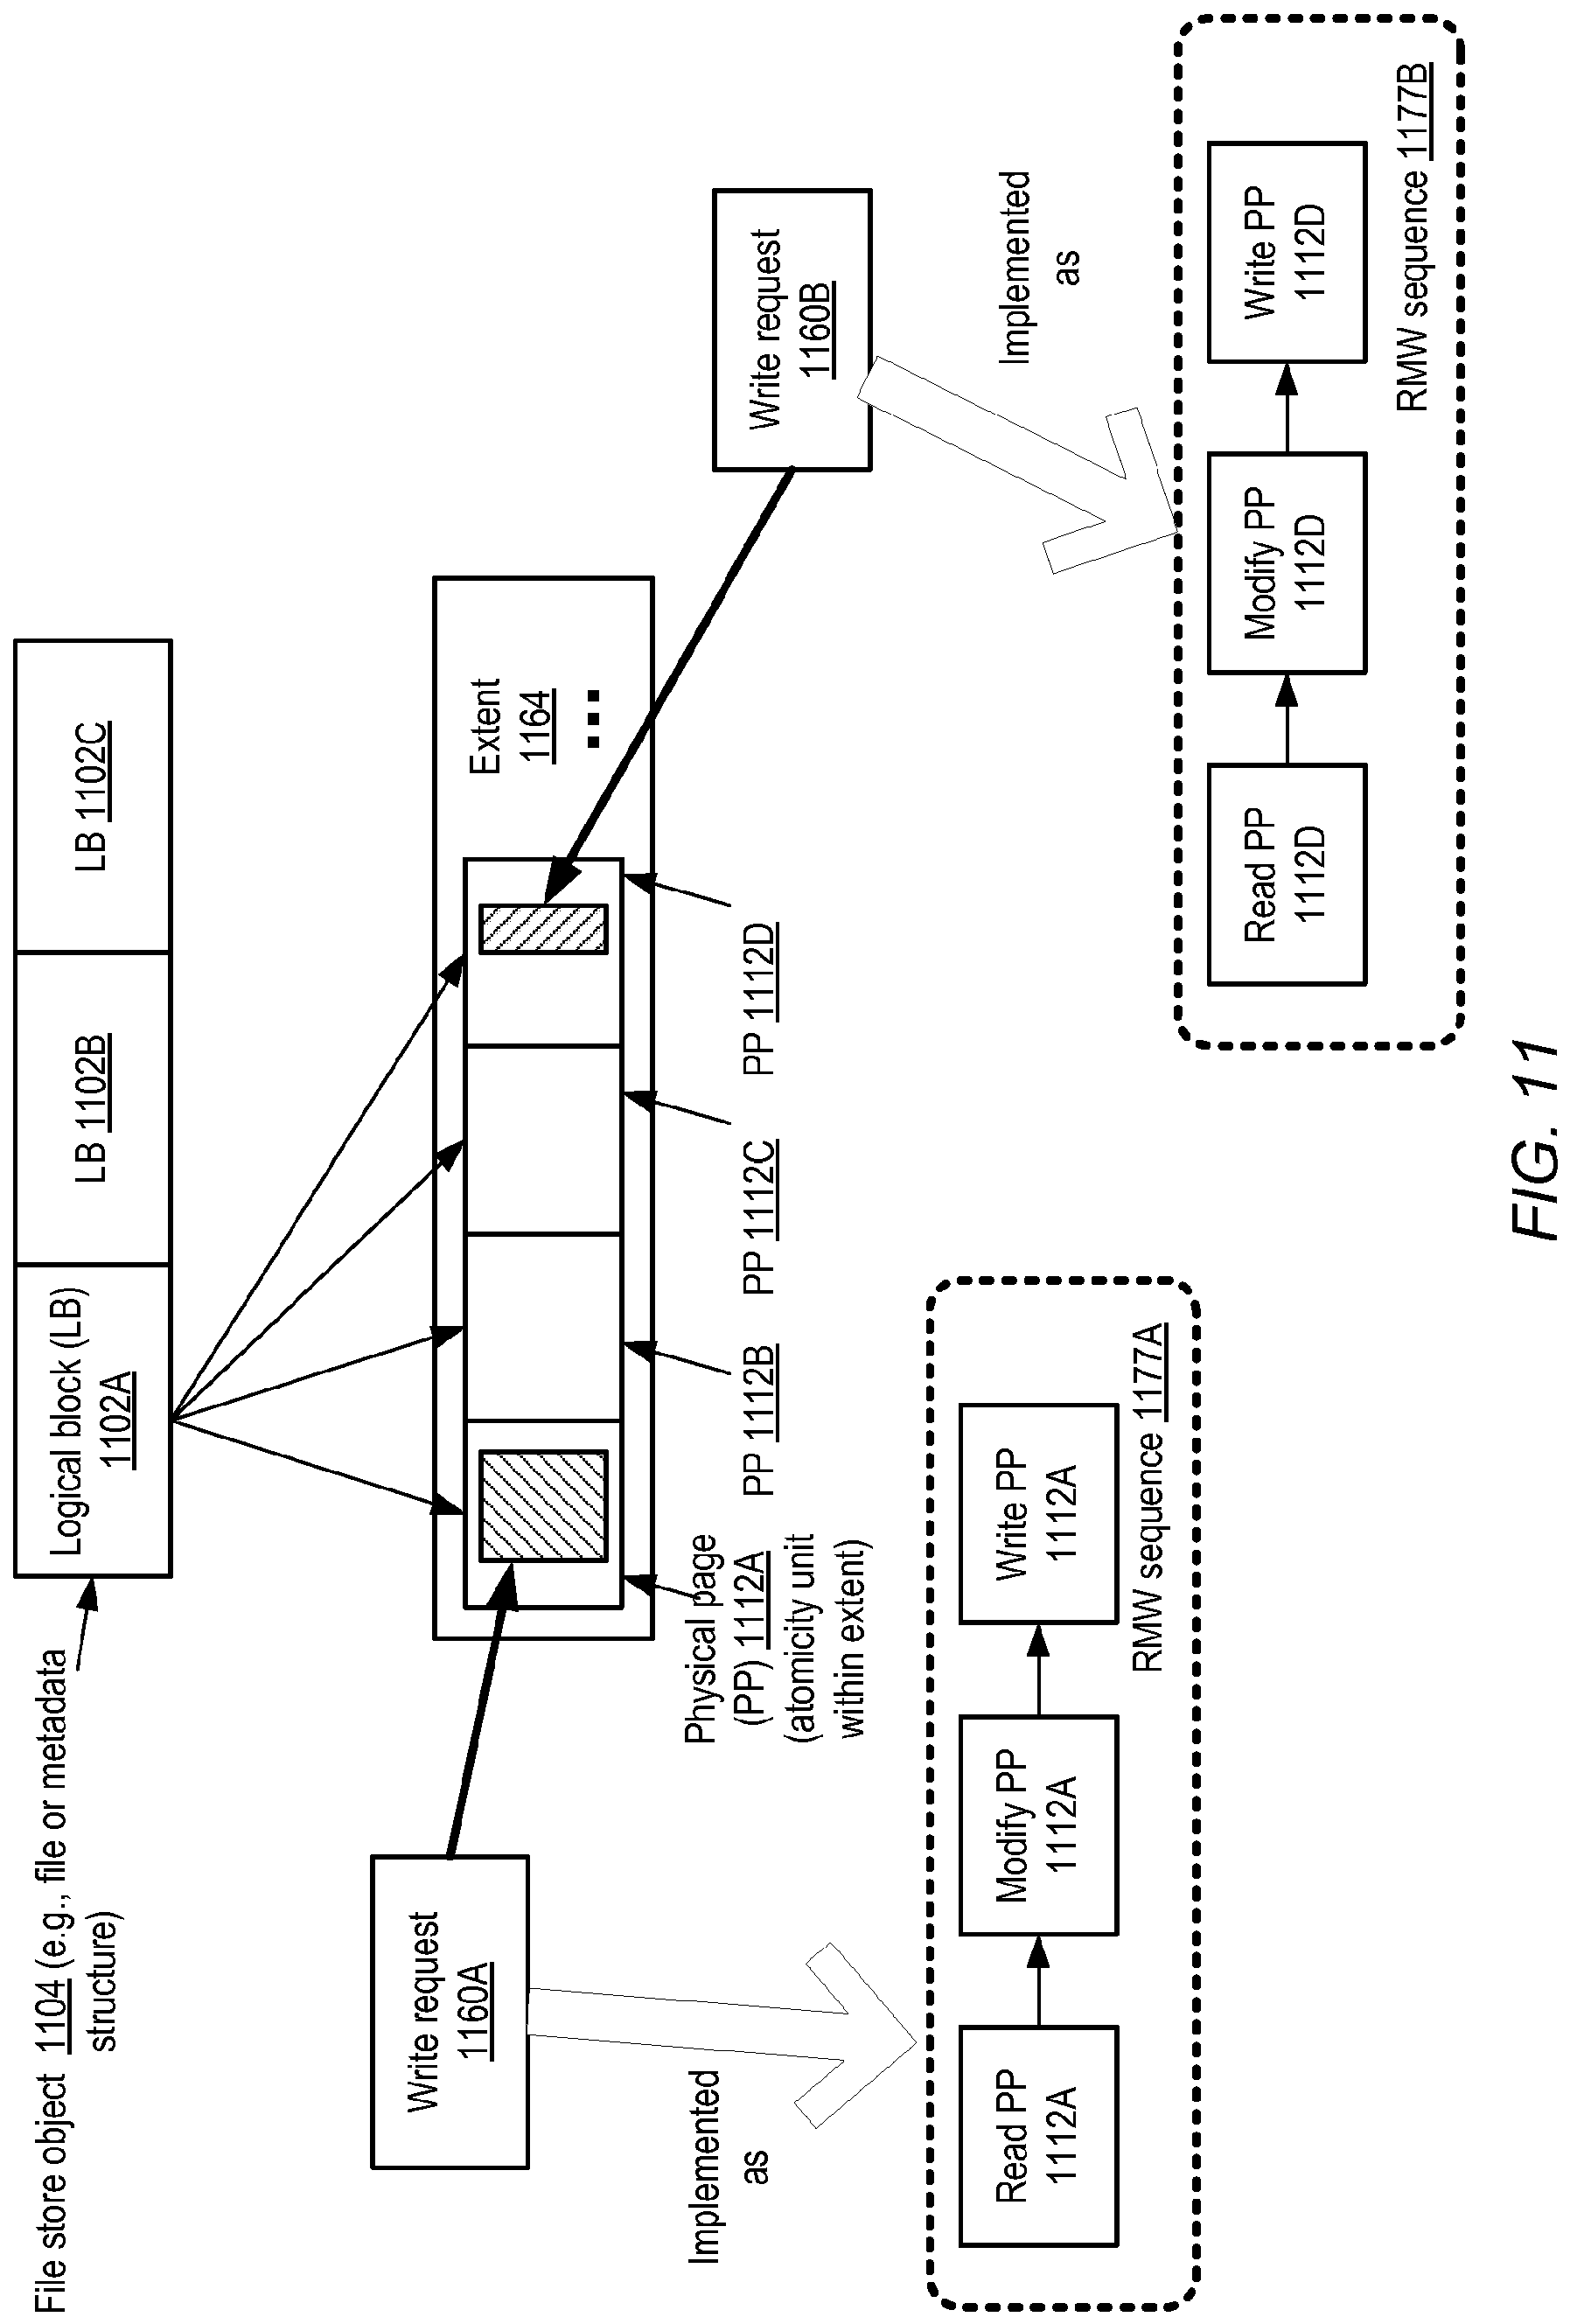 File store object 1104 (e.g., file or metadata
structure)
Logical block (LB)
1102A
LB 1102B
LB 1102C
Write request
1160A
Extent
1164
...
Physical page
(PP) 1112A
(atomicity unit
within extent)
PP 1112B
PP 1112C
PP 1112D
Write request
1160B
Implemented
as
Read PP
1112A
Modify PP
1112A
Write PP
1112A
RMW sequence 1177A
Implemented
as
Read PP
1112D
Modify PP
1112D
Write PP
1112D
RMW sequence 1177B
FIG. 11